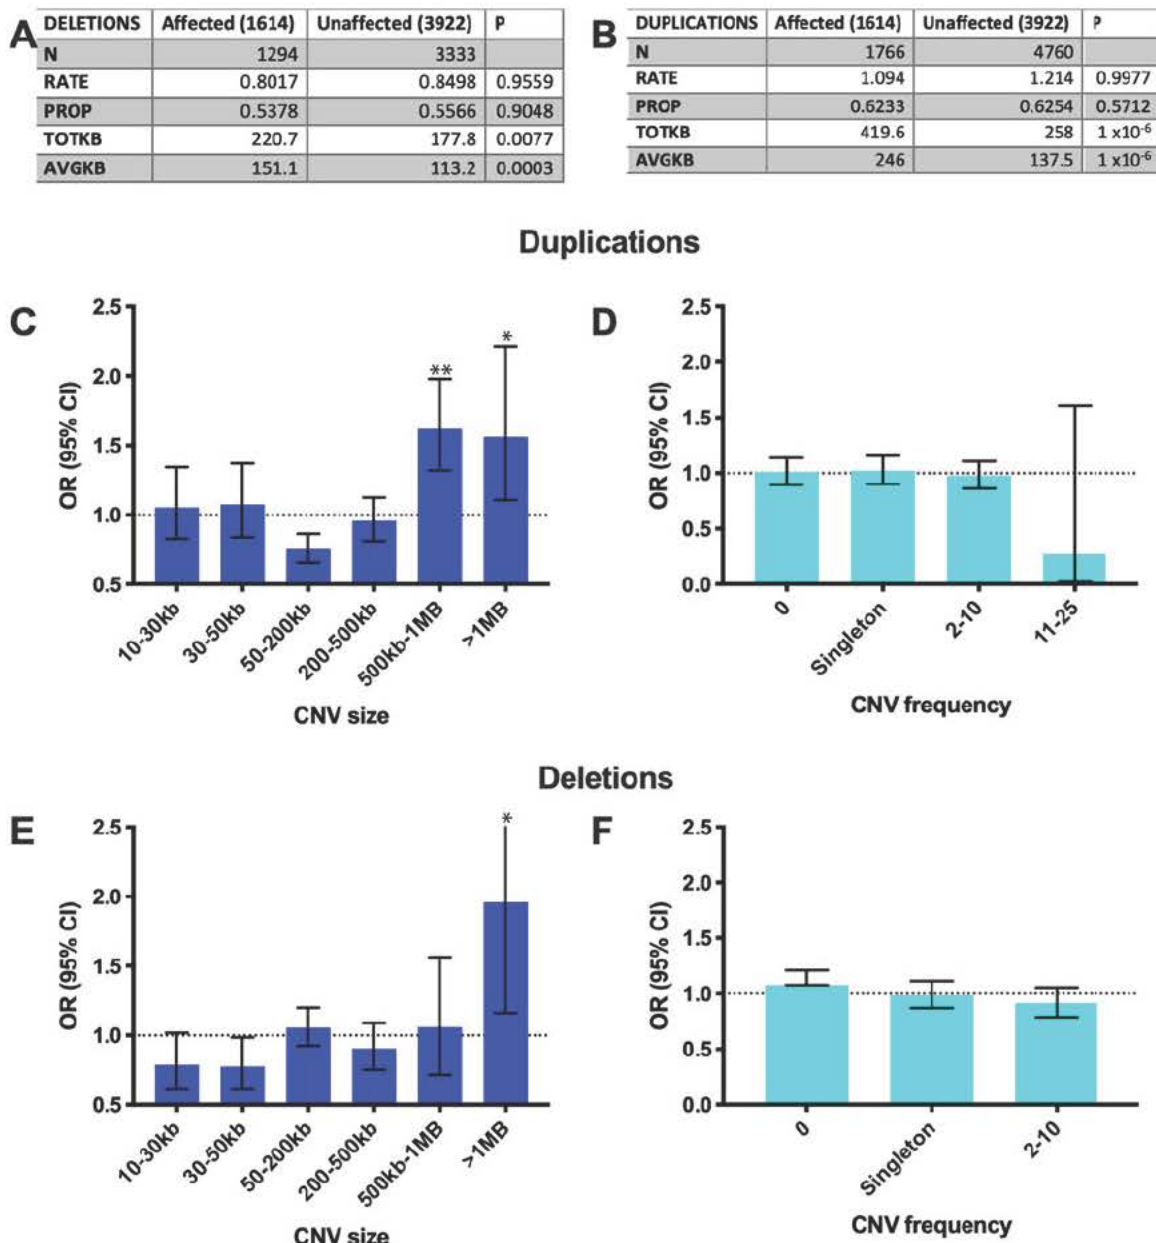 A
DELETIONS Affected (1614) Unaffected (3922) P
N 1294 3333
RATE 0.8017 0.8498 0.9559
PROP 0.5378 0.5566 0.9048
TOTKB 220.7 177.8 0.0077
AVGKB 151.1 113.2 0.0003
B
DUPLICATIONS Affected (1614) Unaffected (3922) P
N 1766 4760
RATE 1.094 1.214 0.9977
PROP 0.6233 0.6254 0.5712
TOTKB 419.6 258 1 x10-6
AVGKB 246 137.5 1 x10-6
Duplications
C
OR (95% CI)
2.5
2.0
1.5
1.0
0.5
**
*
10-30kb
30-50kb
50-200kb
200-500kb
500kb-1MB
>1MB
CNV size
D
OR (95% CI)
2.5
2.0
1.5
1.0
0.5
0.0
0
Singleton
2-10
11-25
CNV frequency
Deletions
E
OR (95% CI)
2.5
2.0
1.5
1.0
0.5
*
10-30kb
30-50kb
50-200kb
200-500kb
500kb-1MB
>1MB
CNV size
F
OR (95% CI)
2.5
2.0
1.5
1.0
0.5
0.0
0
Singleton
2-10
CNV frequency